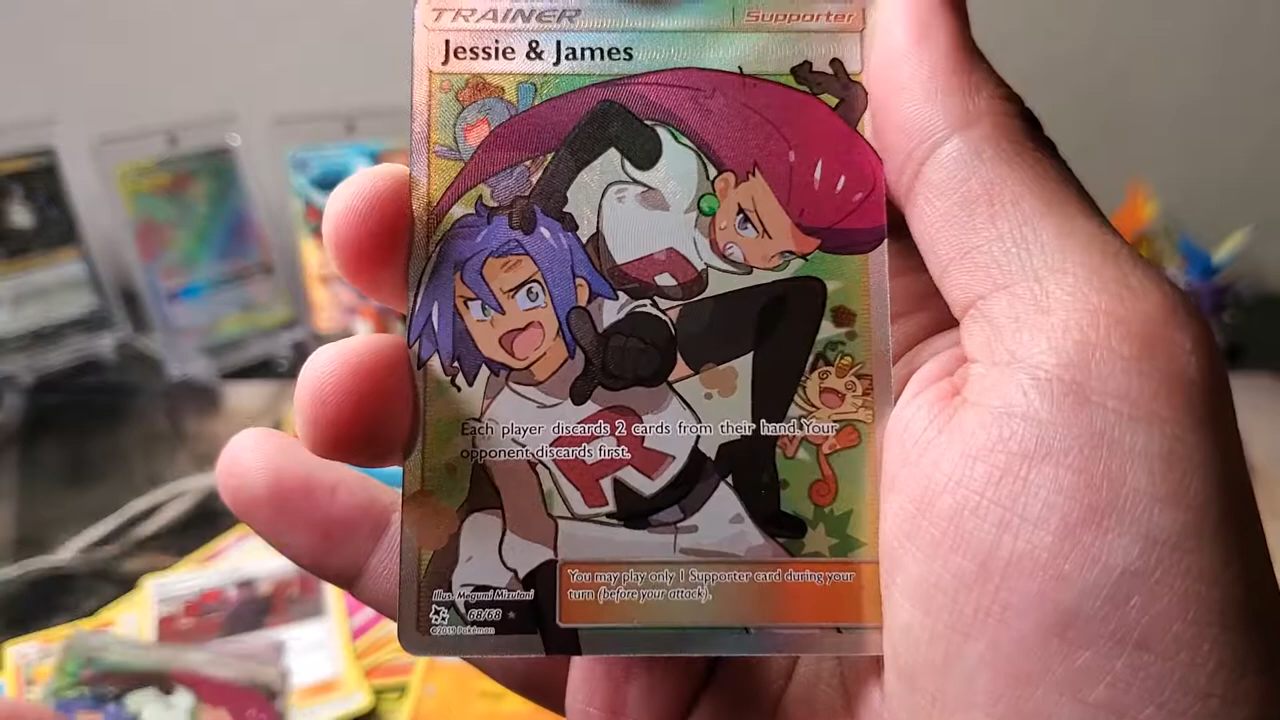 TRAINER Supporter
Jessie & James
R
R
Each player discards 2 cards from their hand. Your
opponent discards first.
You may play only 1 Supporter card during your
turn (before your attack).
Illus. Megumi Mizutani
68/68
©2019 Pokémon